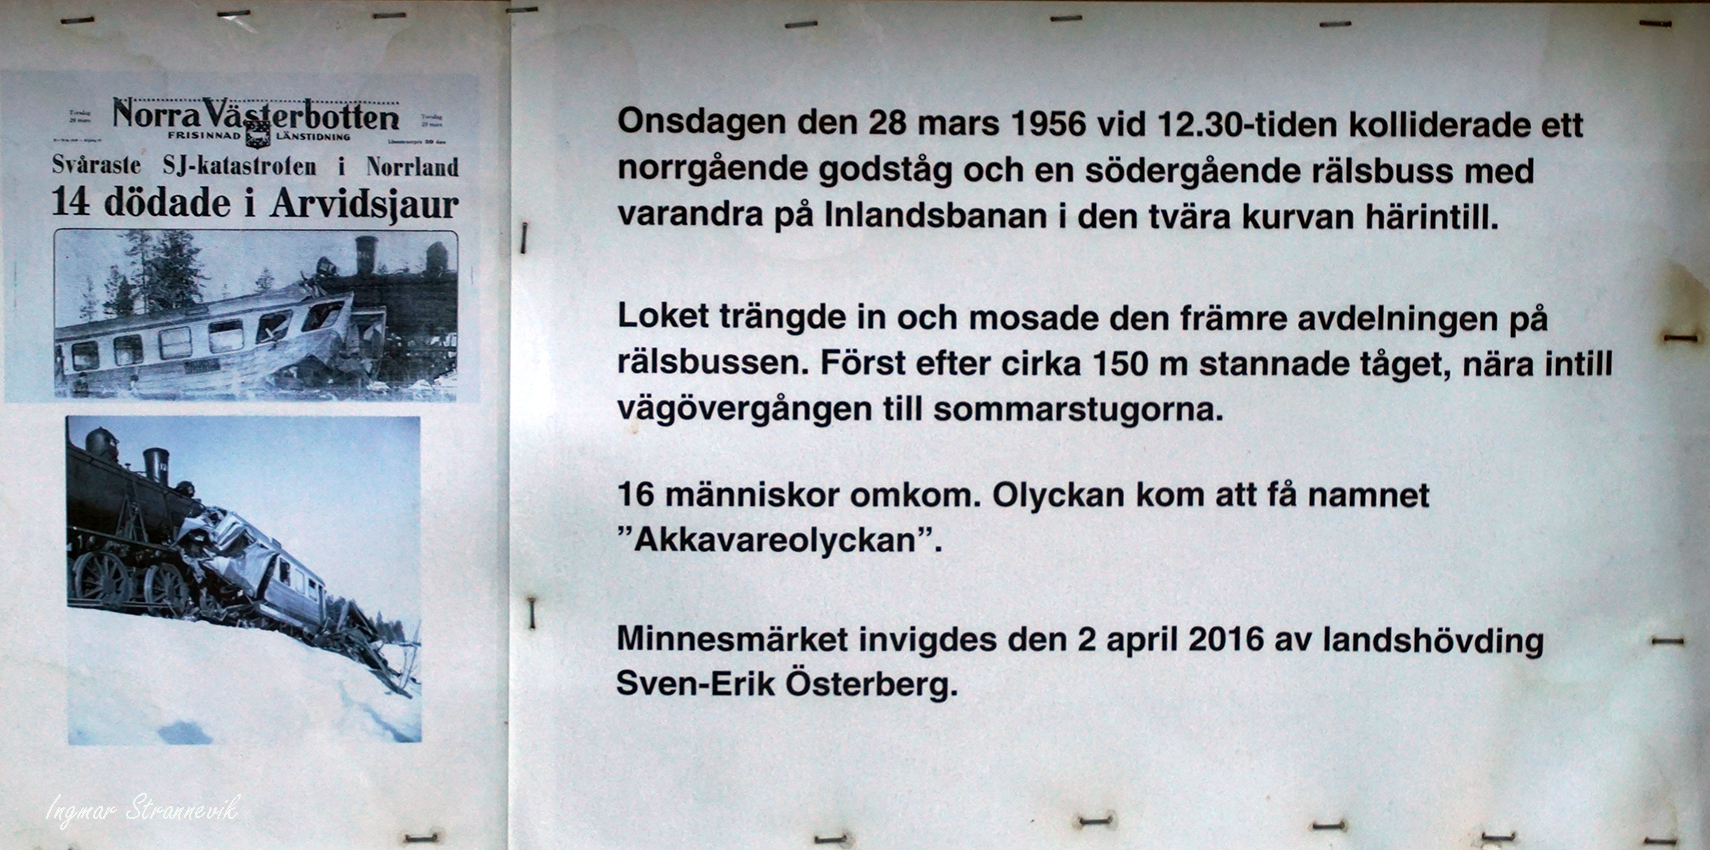 Norra Västerbotten
FRISINNAD LÄNSTIDNING
Svåraste SJ-katastrofen i Norrland
14 dödade i Arvidsjaur
Onsdagen den 28 mars 1956 vid 12.30-tiden kolliderade ett
norrgående godståg och en södergående rälsbuss med
varandra på Inlandsbanan i den tvära kurvan härintill.
Loket trängde in och mosade den främre avdelningen på
rälsbussen. Först efter cirka 150 m stannade tåget, nära intill
vägövergången till sommarstugorna.
16 människor omkom. Olyckan kom att få namnet
”Akkavareolyckan”.
Minnesmärket invigdes den 2 april 2016 av landshövding
Sven-Erik Österberg.
Ingmar Strannevik